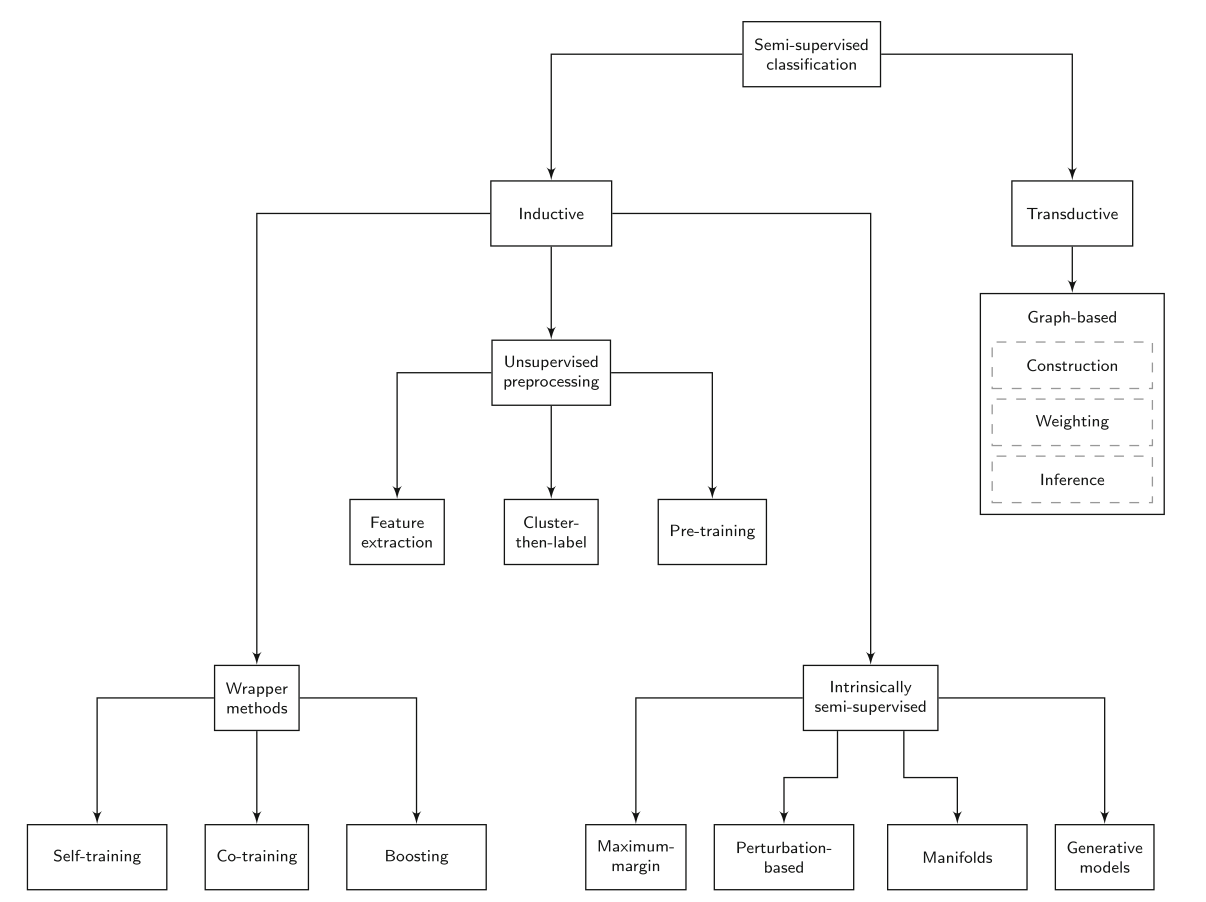 Semi-supervised
classification
Inductive
Transductive
Graph-based
Construction
Weighting
Inference
Unsupervised
preprocessing
Feature
extraction
Cluster-
then-label
Pre-training
Wrapper
methods
Intrinsically
semi-supervised
Self-training
Co-training
Boosting
Maximum-
margin
Perturbation-
based
Manifolds
Generative
models